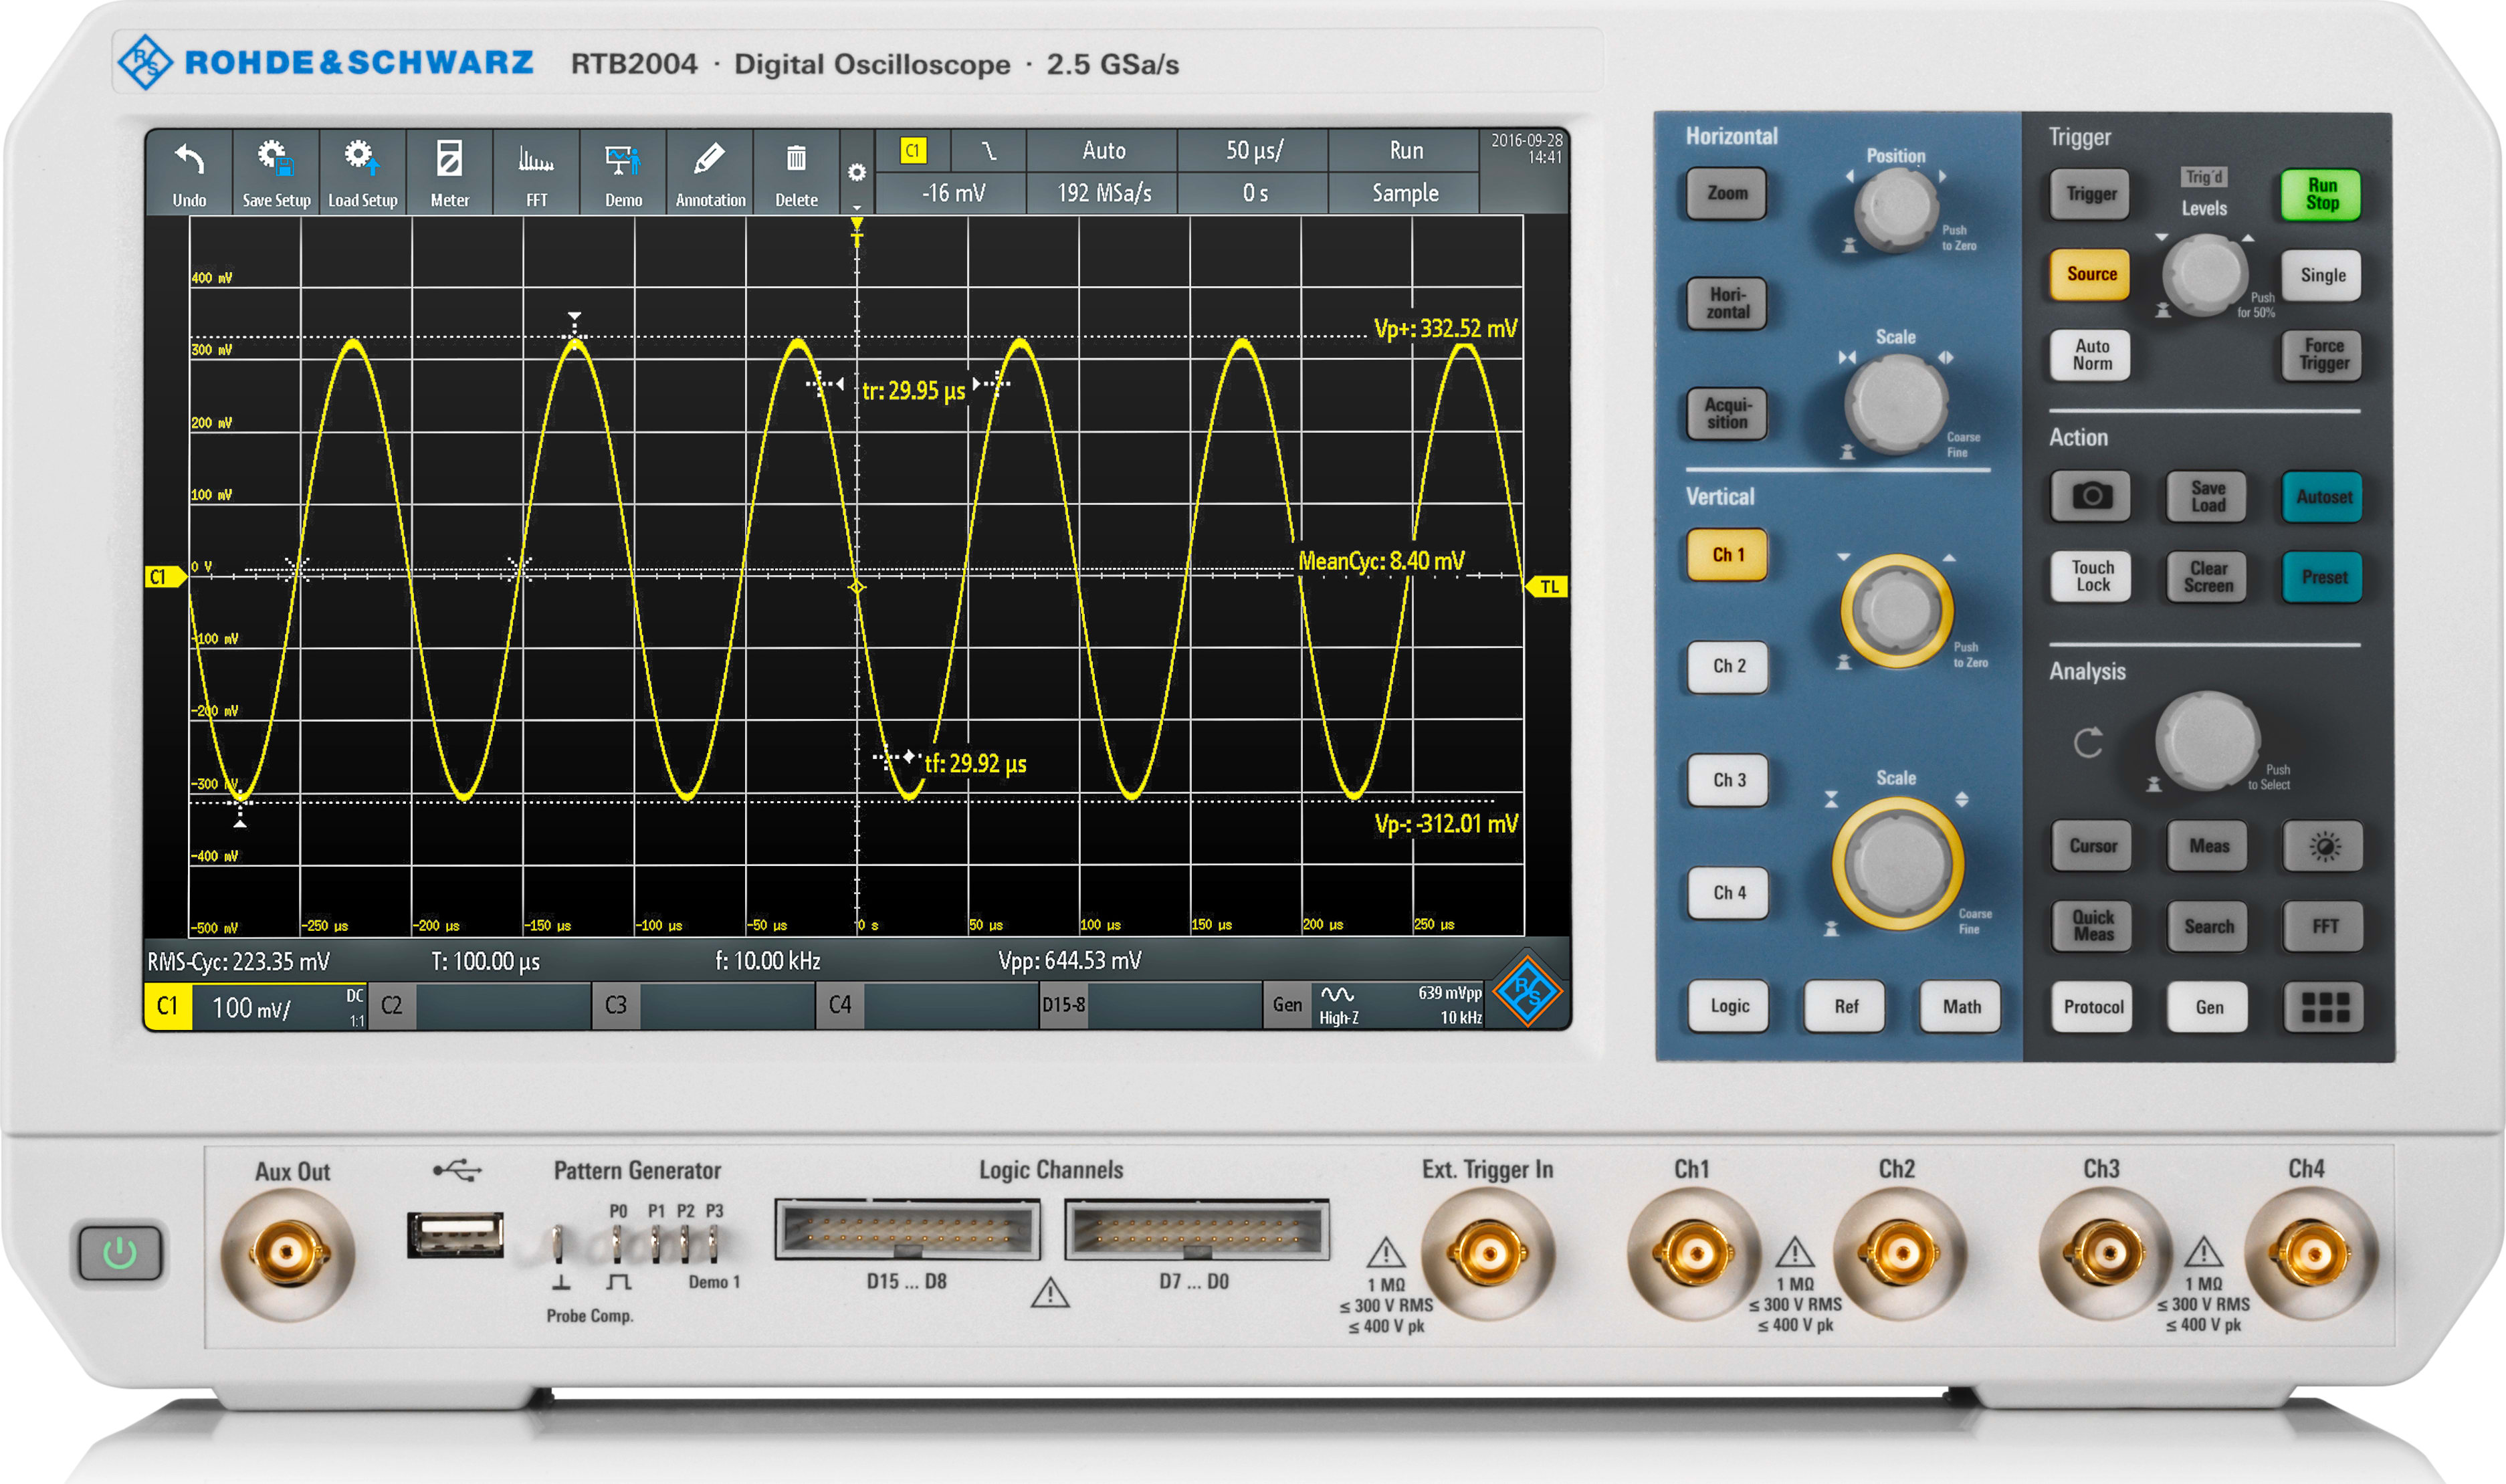 ROHDE&SCHWARZ RTB2004 · Digital Oscilloscope · 2.5 GSa/s
Undo
Save Setup
Load Setup
Meter
FFT
Demo
Annotation
Delete
C1
Auto
50 µs/
Run
2016-09-28
14:41
-16 mV
192 MSa/s
0 s
Sample
T
400 mV
300 mV
200 mV
100 mV
0 V
-100 mV
-200 mV
-300 mV
-400 mV
-500 mV
Vp+: 332.52 mV
tr: 29.95 µs
MeanCyc: 8.40 mV
C1
TL
tf: 29.92 µs
Vp-: -312.01 mV
-250 µs
-200 µs
-150 µs
-100 µs
-50 µs
0 s
50 µs
100 µs
150 µs
200 µs
250 µs
RMS-Cyc: 223.35 mV
T: 100.00 µs
f: 10.00 kHz
Vpp: 644.53 mV
C1
100 mV/
DC
1:1
C2
C3
C4
D15-8
Gen
High-Z
639 mVpp
10 kHz
R&S
Horizontal
Position
Zoom
Push
to Zero
Hori-
zontal
Scale
Acqui-
sition
Coarse
Fine
Vertical
Ch 1
Push
to Zero
Ch 2
Ch 3
Scale
Ch 4
Coarse
Fine
Logic
Ref
Math
Trigger
Trigger
Trig'd
Levels
Run
Stop
Source
Single
Push
for 50%
Auto
Norm
Force
Trigger
Action
Save
Load
Autoset
Touch
Lock
Clear
Screen
Preset
Analysis
Push
to Select
Cursor
Meas
Quick
Meas
Search
FFT
Protocol
Gen
Aux Out
Pattern Generator
P0 P1 P2 P3
Demo 1
Probe Comp.
Logic Channels
D15 ... D8
D7 ... D0
Ext. Trigger In
1 MΩ
≤ 300 V RMS
≤ 400 V pk
Ch1
1 MΩ
≤ 300 V RMS
≤ 400 V pk
Ch2
Ch3
1 MΩ
≤ 300 V RMS
≤ 400 V pk
Ch4